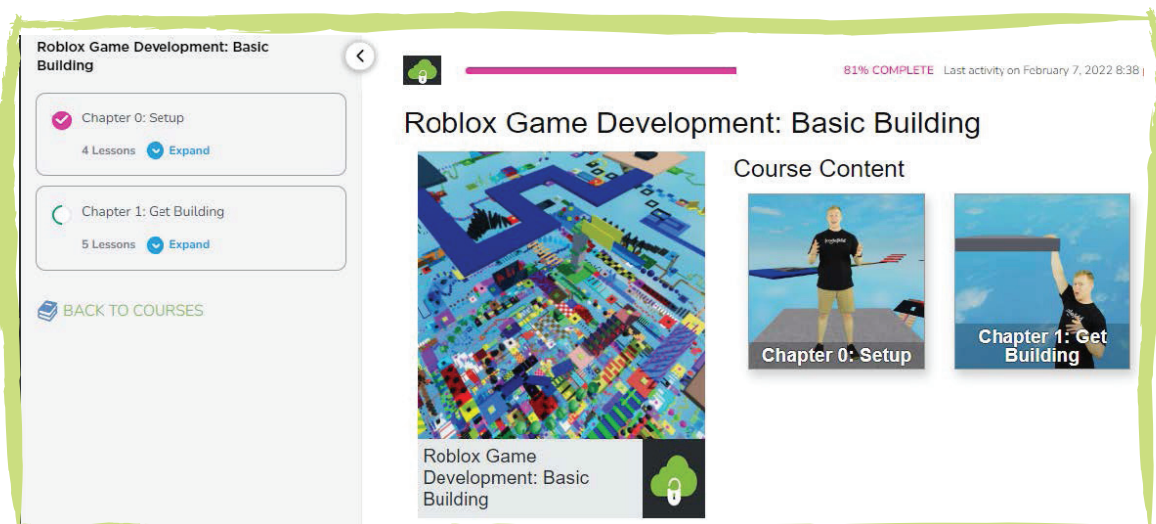 Roblox Game Development: Basic
Building
Chapter 0: Setup
4 Lessons Expand
Chapter 1: Get Building
5 Lessons Expand
BACK TO COURSES
81% COMPLETE Last activity on February 7, 2022 8:38
Roblox Game Development: Basic Building
Course Content
Chapter 0: Setup
Chapter 1: Get
Building
Roblox Game
Development: Basic
Building